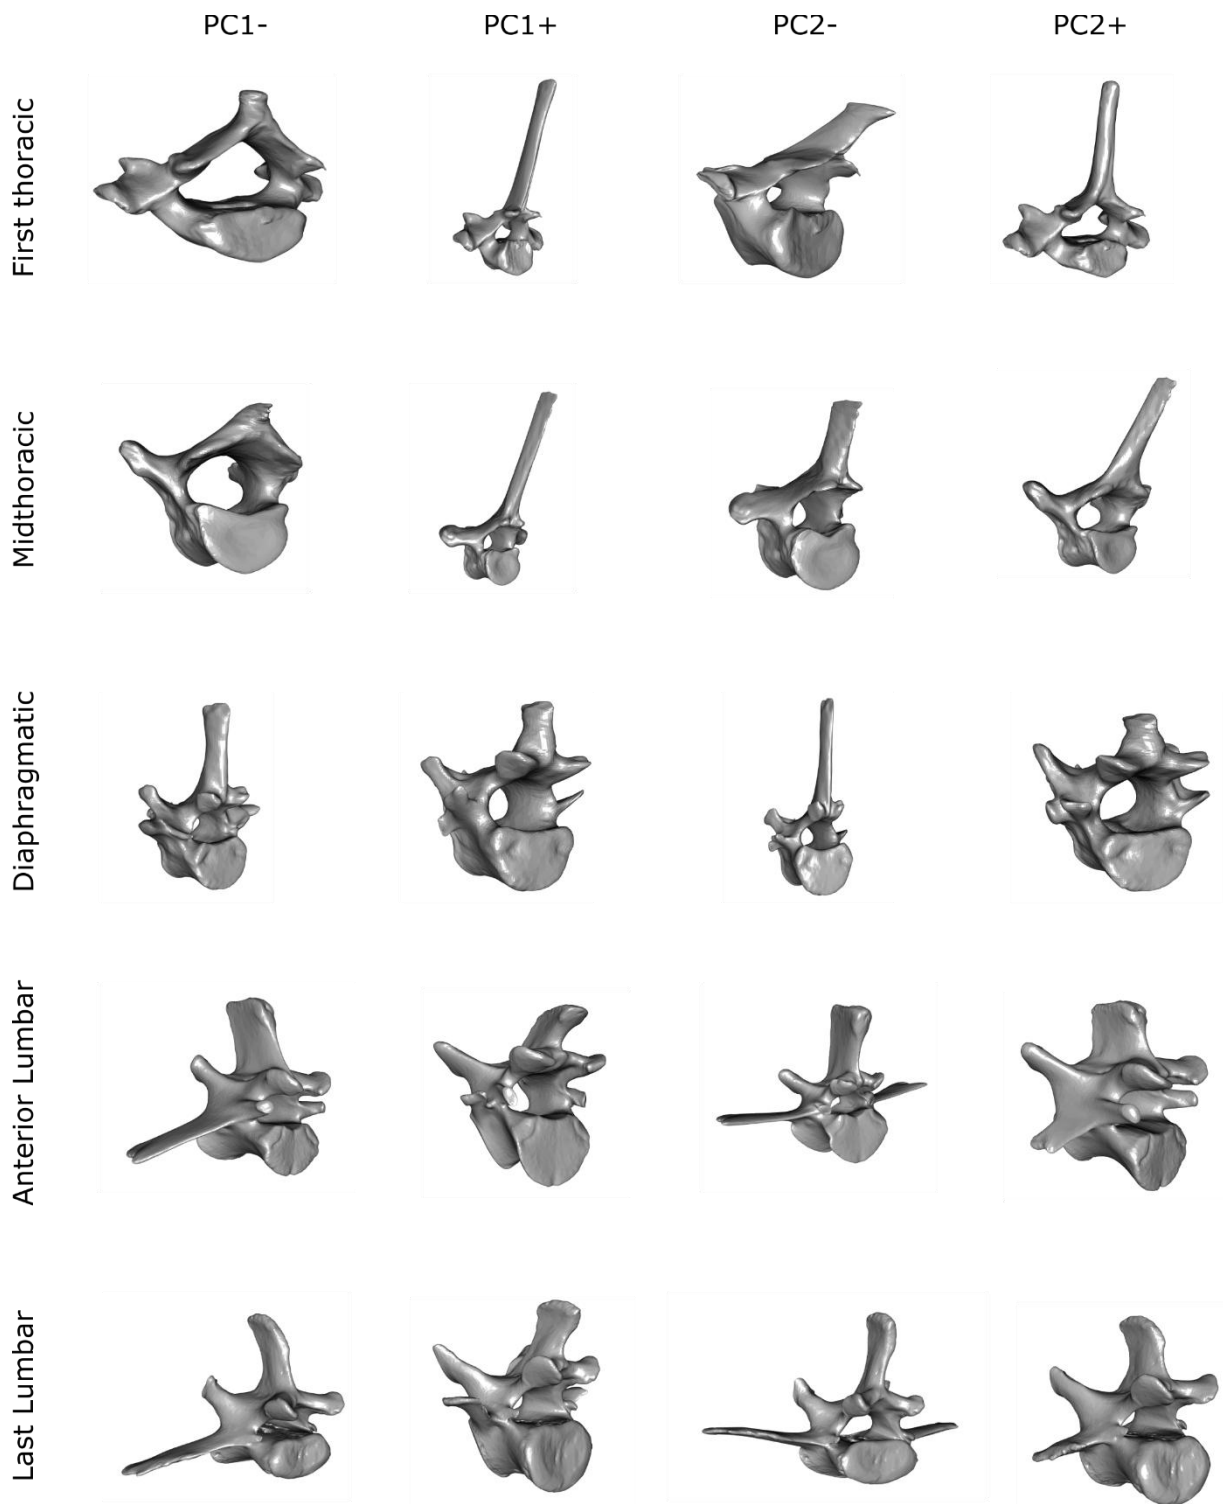 PC1- PC1+ PC2- PC2+
First thoracic
Midthoracic
Diaphragmatic
Anterior Lumbar
Last Lumbar